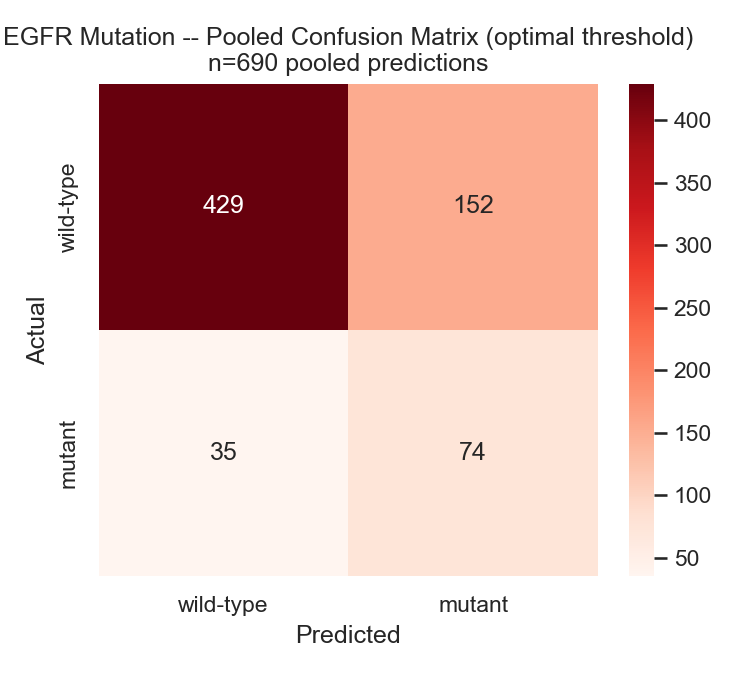 EGFR Mutation -- Pooled Confusion Matrix (optimal threshold)
n=690 pooled predictions
Actual
wild-type
429
152
mutant
35
74
wild-type
mutant
Predicted
400
350
300
250
200
150
100
50